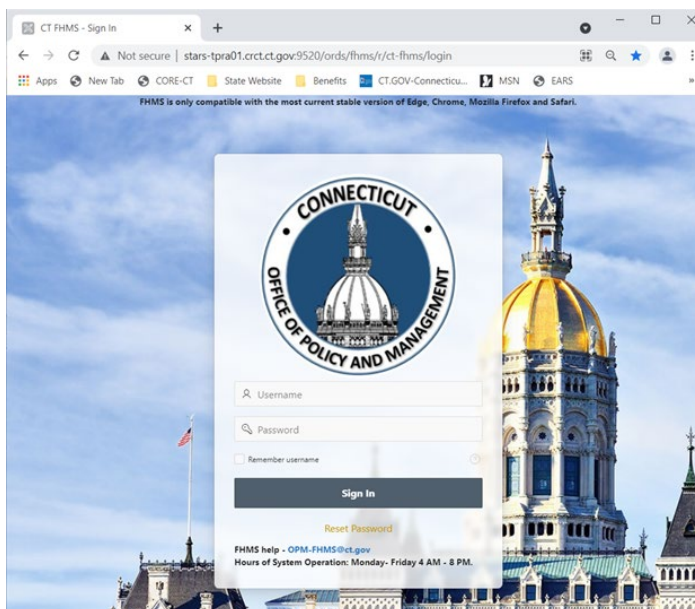 CT FHMS - Sign In
Not secure | stars-tpra01.crct.ct.gov:9520/ords/fhms/r/ct-fhms/login
Apps New Tab CORE-CT State Website Benefits CT.GOV-Connecticu... MSN EARS »
FHMS is only compatible with the most current stable version of Edge, Chrome, Mozilla Firefox and Safari.
CONNECTICUT
OFFICE OF POLICY AND MANAGEMENT
Username
Password
Remember username
Sign In
Reset Password
FHMS help - OPM-FHMS@ct.gov
Hours of System Operation: Monday- Friday 4 AM - 8 PM.